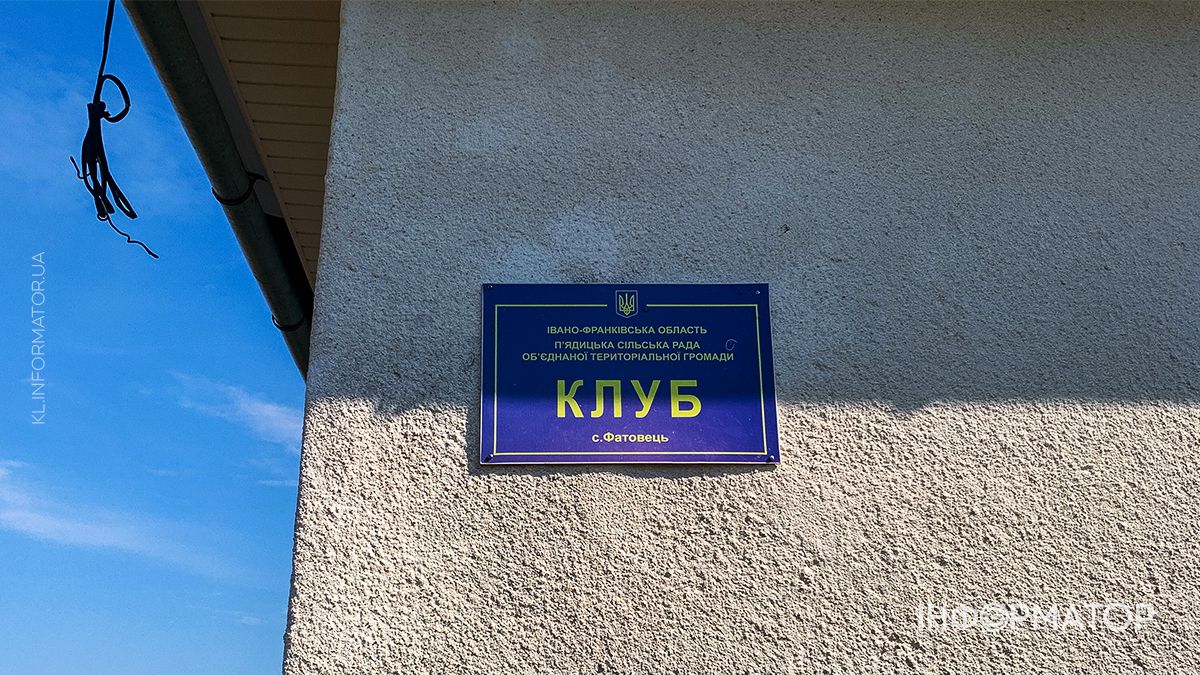 KL.INFORMATOR.UA
ІВАНО-ФРАНКІВСЬКА ОБЛАСТЬ
П'ЯДИЦЬКА СІЛЬСЬКА РАДА
ОБ'ЄДНАНОЇ ТЕРИТОРІАЛЬНОЇ ГРОМАДИ
КЛУБ
с.Фатовець
ІНФОРМАТОР